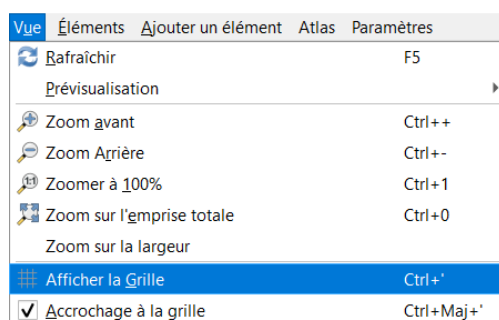 Vue Éléments Ajouter un élément Atlas Paramètres
Rafraîchir F5
Prévisualisation
Zoom avant Ctrl++
Zoom Arrière Ctrl+-
Zoomer à 100% Ctrl+1
Zoom sur l'emprise totale Ctrl+0
Zoom sur la largeur
Afficher la Grille Ctrl+'
Accrochage à la grille Ctrl+Maj+'